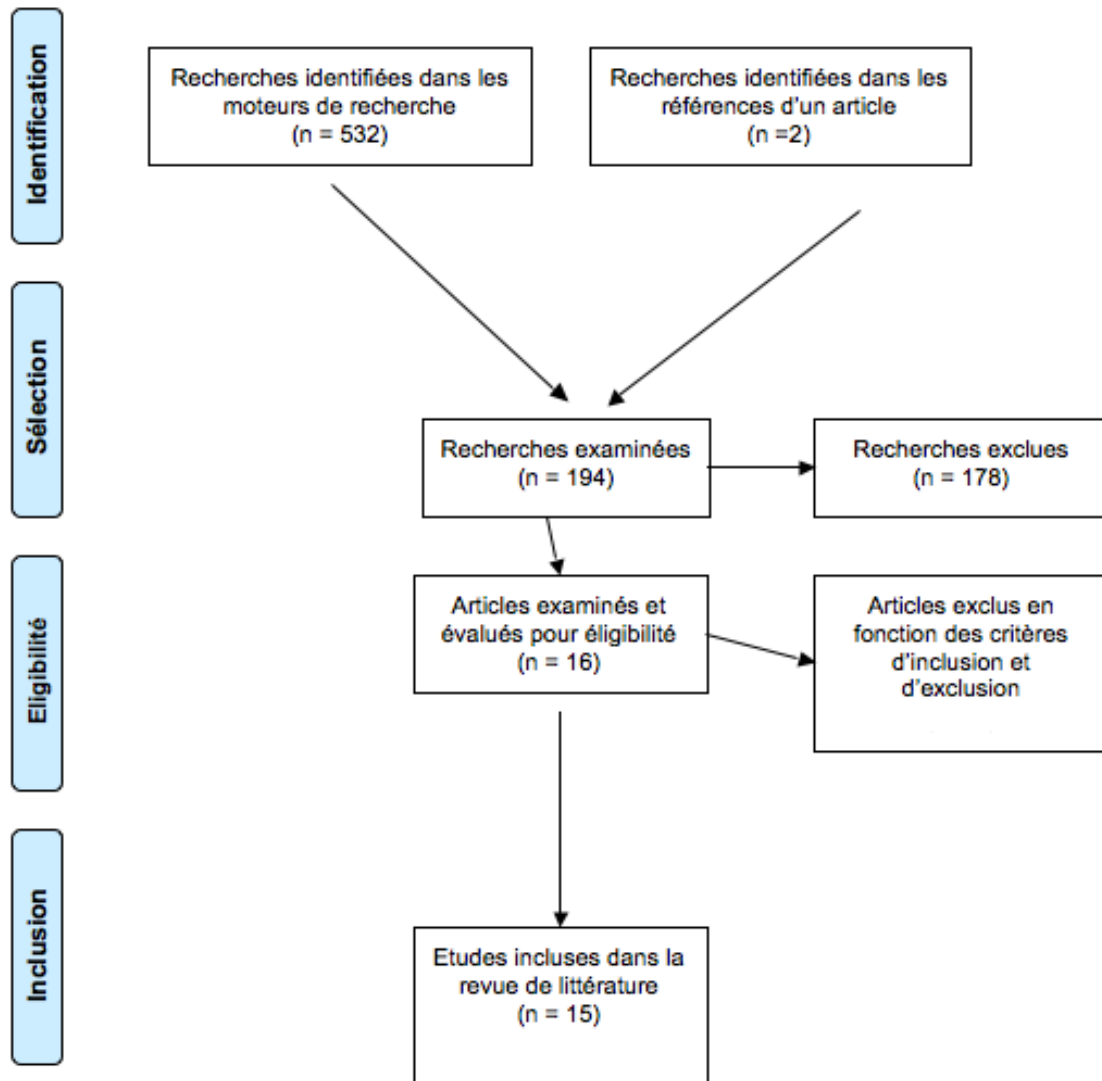 Identification
Recherches identifiées dans les
moteurs de recherche
(n = 532)
Recherches identifiées dans les
références d'un article
(n =2)
Sélection
Recherches examinées
(n = 194)
Recherches exclues
(n = 178)
Eligibilité
Articles examinés et
évalués pour éligibilité
(n = 16)
Articles exclus en
fonction des critères
d'inclusion et
d'exclusion
Inclusion
Etudes incluses dans la
revue de littérature
(n = 15)